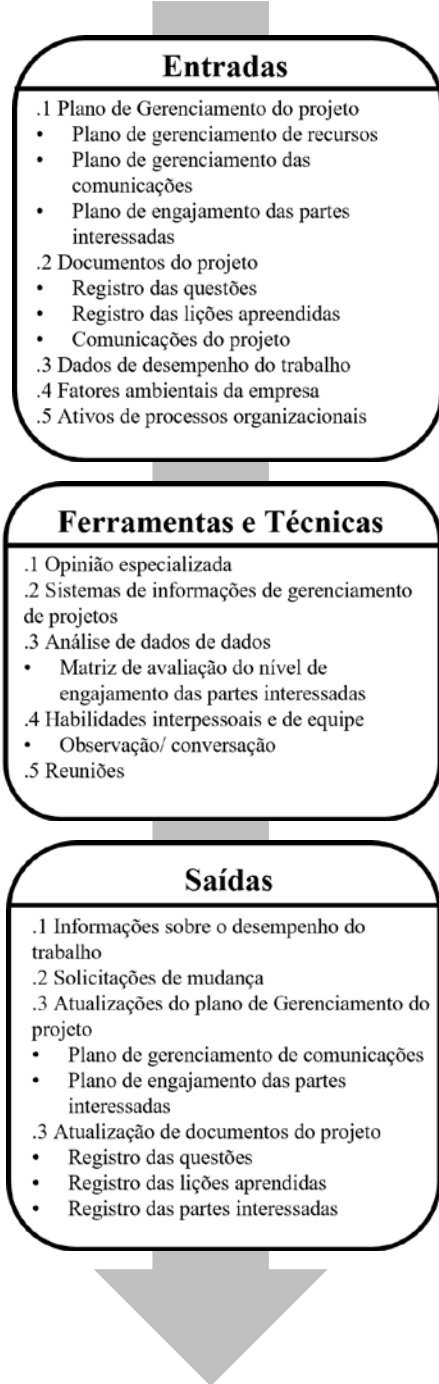 Entradas
.1 Plano de Gerenciamento do projeto
• Plano de gerenciamento de recursos
• Plano de gerenciamento das
comunicações
• Plano de engajamento das partes
interessadas
.2 Documentos do projeto
• Registro das questões
• Registro das lições apreendidas
• Comunicações do projeto
.3 Dados de desempenho do trabalho
.4 Fatores ambientais da empresa
.5 Ativos de processos organizacionais
Ferramentas e Técnicas
.1 Opinião especializada
.2 Sistemas de informações de gerenciamento
de projetos
.3 Análise de dados de dados
• Matriz de avaliação do nível de
engajamento das partes interessadas
.4 Habilidades interpessoais e de equipe
• Observação/ conversação
.5 Reuniões
Saídas
.1 Informações sobre o desempenho do
trabalho
.2 Solicitações de mudança
.3 Atualizações do plano de Gerenciamento do
projeto
• Plano de gerenciamento de comunicações
• Plano de engajamento das partes
interessadas
.3 Atualização de documentos do projeto
• Registro das questões
• Registro das lições aprendidas
• Registro das partes interessadas